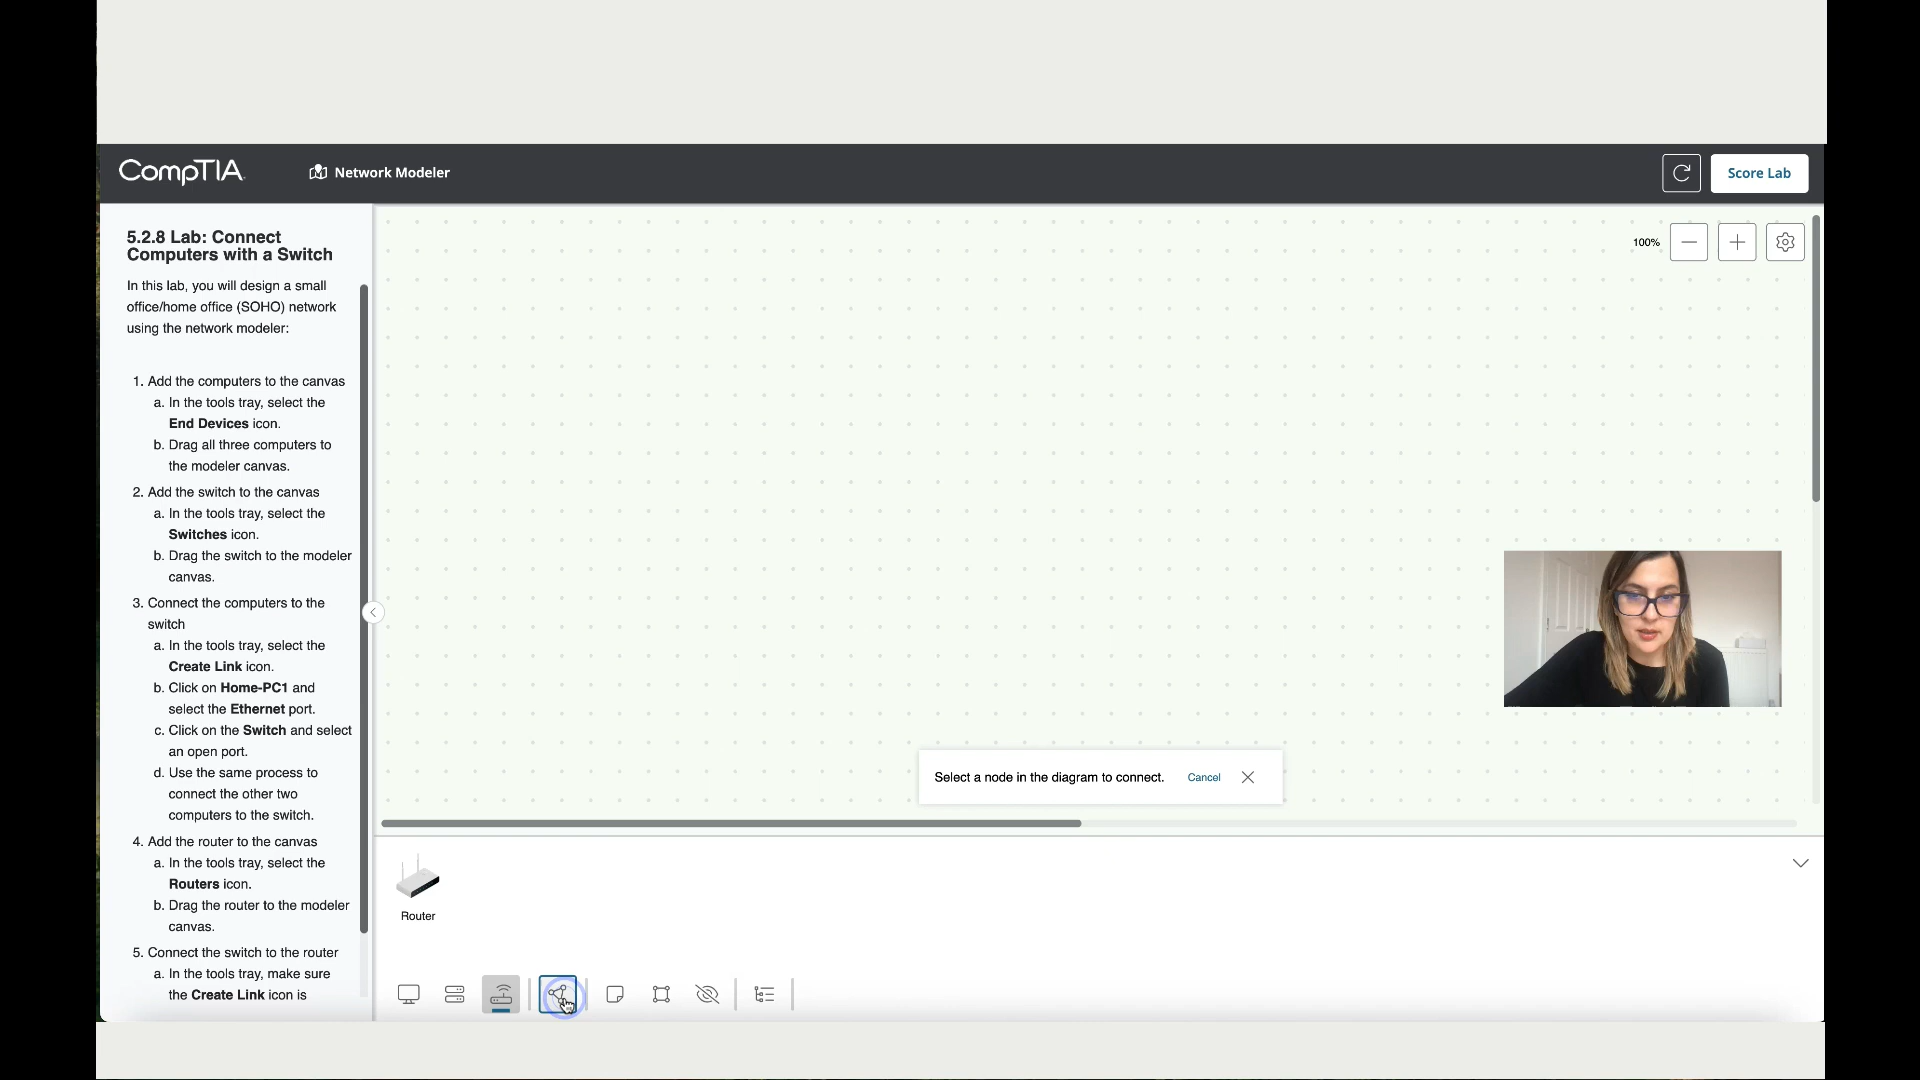 CompTIA
Network Modeler
Score Lab
5.2.8 Lab: Connect
Computers with a Switch
In this lab, you will design a small
office/home office (SOHO) network
using the network modeler:
1. Add the computers to the canvas
a. In the tools tray, select the
End Devices icon.
b. Drag all three computers to
the modeler canvas.
2. Add the switch to the canvas
a. In the tools tray, select the
Switches icon.
b. Drag the switch to the modeler
canvas.
3. Connect the computers to the
switch
a. In the tools tray, select the
Create Link icon.
b. Click on Home-PC1 and
select the Ethernet port.
c. Click on the Switch and select
an open port.
d. Use the same process to
connect the other two
computers to the switch.
4. Add the router to the canvas
a. In the tools tray, select the
Routers icon.
b. Drag the router to the modeler
canvas.
5. Connect the switch to the router
a. In the tools tray, make sure
the Create Link icon is
100%
Select a node in the diagram to connect. Cancel
Router